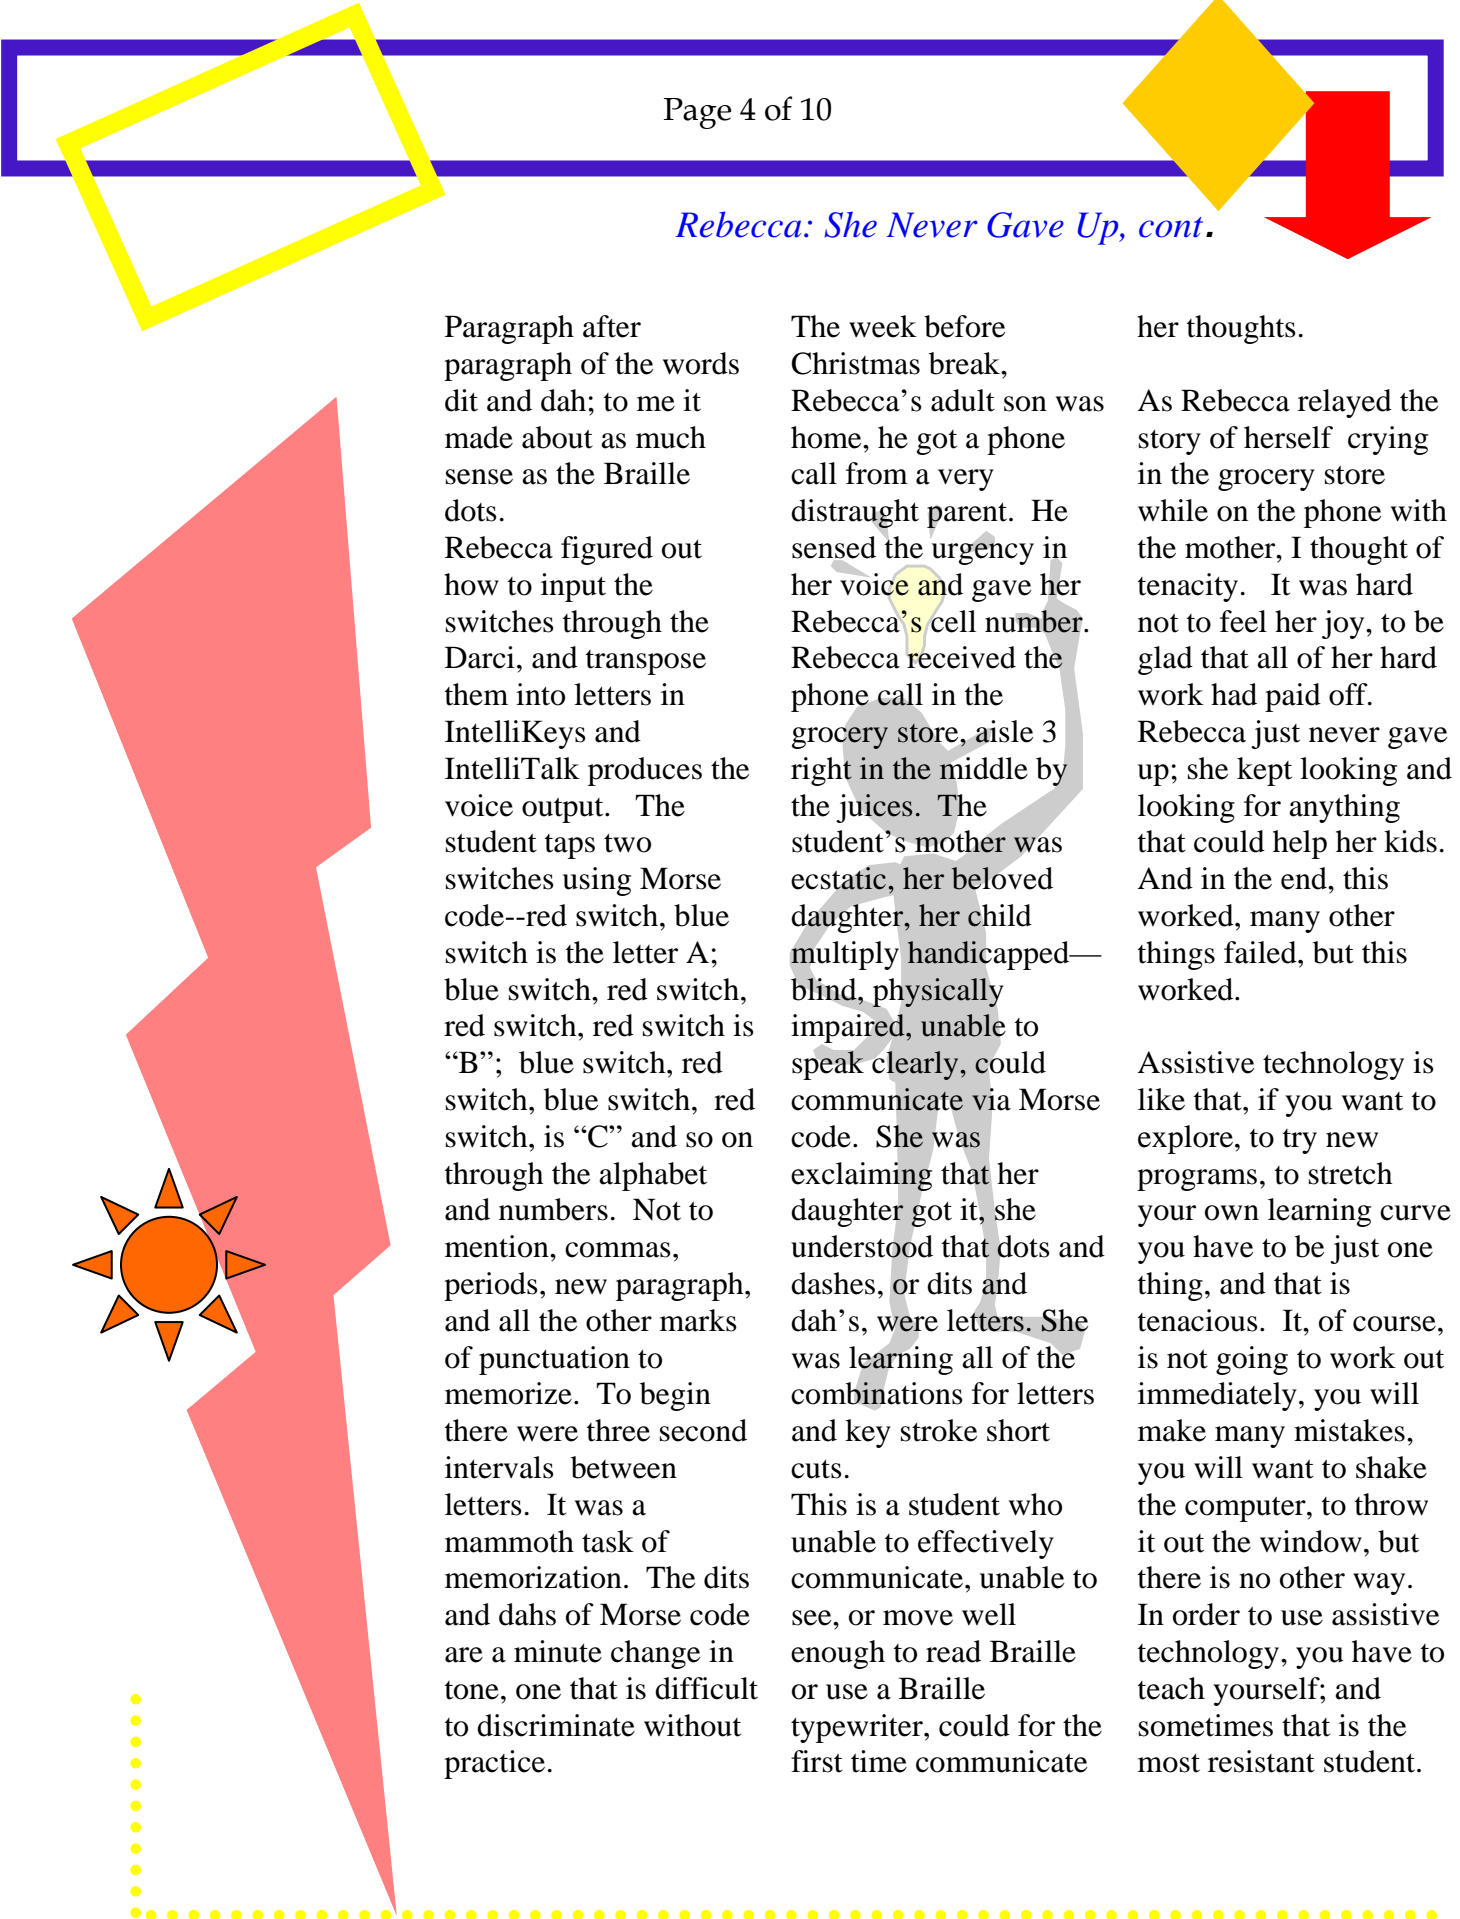 Page 4 of 10
Rebecca: She Never Gave Up, cont.
Paragraph after
paragraph of the words
dit and dah; to me it
made about as much
sense as the Braille
dots.
Rebecca figured out
how to input the
switches through the
Darci, and transpose
them into letters in
IntelliKeys and
IntelliTalk produces the
voice output.   The
student taps two
switches using Morse
code--red switch, blue
switch is the letter A;
blue switch, red switch,
red switch, red switch is
“B”;  blue switch, red
switch, blue switch,  red
switch, is “C” and so on
through the alphabet
and numbers.  Not to
mention, commas,
periods, new paragraph,
and all the other marks
of punctuation to
memorize.  To begin
there were three second
intervals  between
letters.  It was a
mammoth task of
memorization.  The dits
and dahs of Morse code
are a minute change in
tone, one that is difficult
to discriminate without
practice.
The week before
Christmas break,
Rebecca’s adult son was
home, he got a phone
call from a very
distraught parent.  He
sensed the urgency in
her voice and gave her
Rebecca’s cell number.
Rebecca received the
phone call in the
grocery store, aisle 3
right in the middle by
the juices.  The
student’s mother was
ecstatic, her beloved
daughter, her child
multiply handicapped—
blind, physically
impaired, unable to
speak clearly, could
communicate via Morse
code.  She was
exclaiming that her
daughter got it, she
understood that dots and
dashes, or dits and
dah’s, were letters. She
was learning all of the
combinations for letters
and key stroke short
cuts.
This is a student who
unable to effectively
communicate, unable to
see, or move well
enough to read Braille
or use a Braille
typewriter, could for the
first time communicate
her thoughts.
As Rebecca relayed the
story of herself  crying
in the grocery store
while on the phone with
the mother, I thought of
tenacity.   It was hard
not to feel her joy, to be
glad that all of her hard
work had paid off.
Rebecca just never gave
up; she kept looking and
looking for anything
that could help her kids.
And in the end, this
worked, many other
things failed, but this
worked.
Assistive technology is
like that, if you want to
explore, to try new
programs, to stretch
your own learning curve
you have to be just one
thing, and that is
tenacious.  It, of course,
is not going to work out
immediately, you will
make many mistakes,
you will want to shake
the computer, to throw
it out the window, but
there is no other way.
In order to use assistive
technology, you have to
teach yourself; and
sometimes that is the
most resistant student.